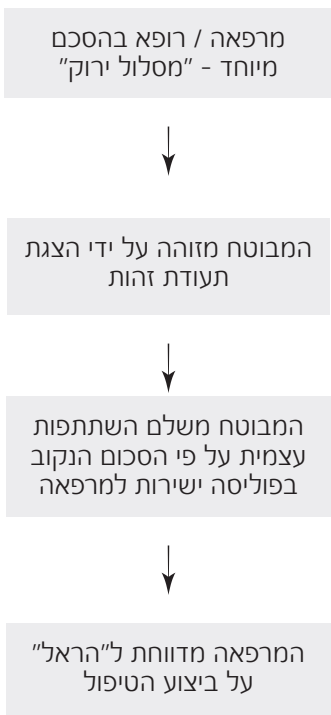 מרפאה / רופא בהסכם
מיוחד - "מסלול ירוק"
המבוטח מזוהה על ידי הצגת
תעודת זהות
המבוטח משלם השתתפות
עצמית על פי הסכום הנקוב
בפוליסה ישירות למרפאה
המרפאה מדווחת ל"הראל"
על ביצוע הטיפול